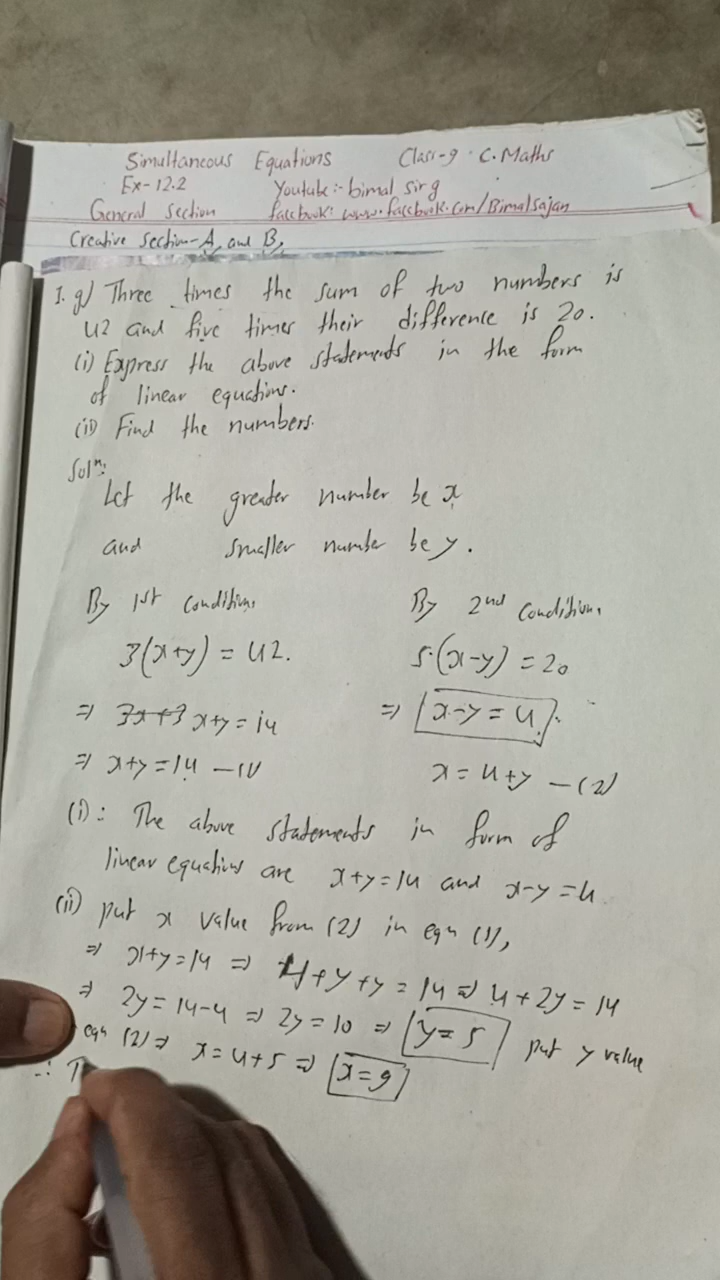 Simultaneous Equations Class-9 C. Maths
Ex-12.2 Youtube:- bimal sir g
General Section facebook: www.facebook.com/Bimalsajan
Creative section-A, and B,
1. g) Three times the sum of two numbers is
42 and five times their difference is 20.
(i) Express the above statements in the form
of linear equations.
(ii) Find the numbers.
Solⁿ:
Let the greater number be x
and smaller number be y.
By 1st condition, By 2nd condition,
3(x+y) = 42. 5.(x-y) = 20
⇒ x+y = 14 ⇒ x-y = 4.
⇒ x+y = 14 -(1) x = 4+y -(2)
(i): The above statements in form of
linear equations are x+y=14 and x-y=4
(ii) put x value from (2) in eqn (1),
⇒ x+y=14 ⇒ 4+y+y = 14 ⇒ 4+2y = 14
⇒ 2y = 14-4 ⇒ 2y = 10 ⇒ y = 5 put y value
eqn (2) ⇒ x = 4+5 ⇒ x = 9
∴ T